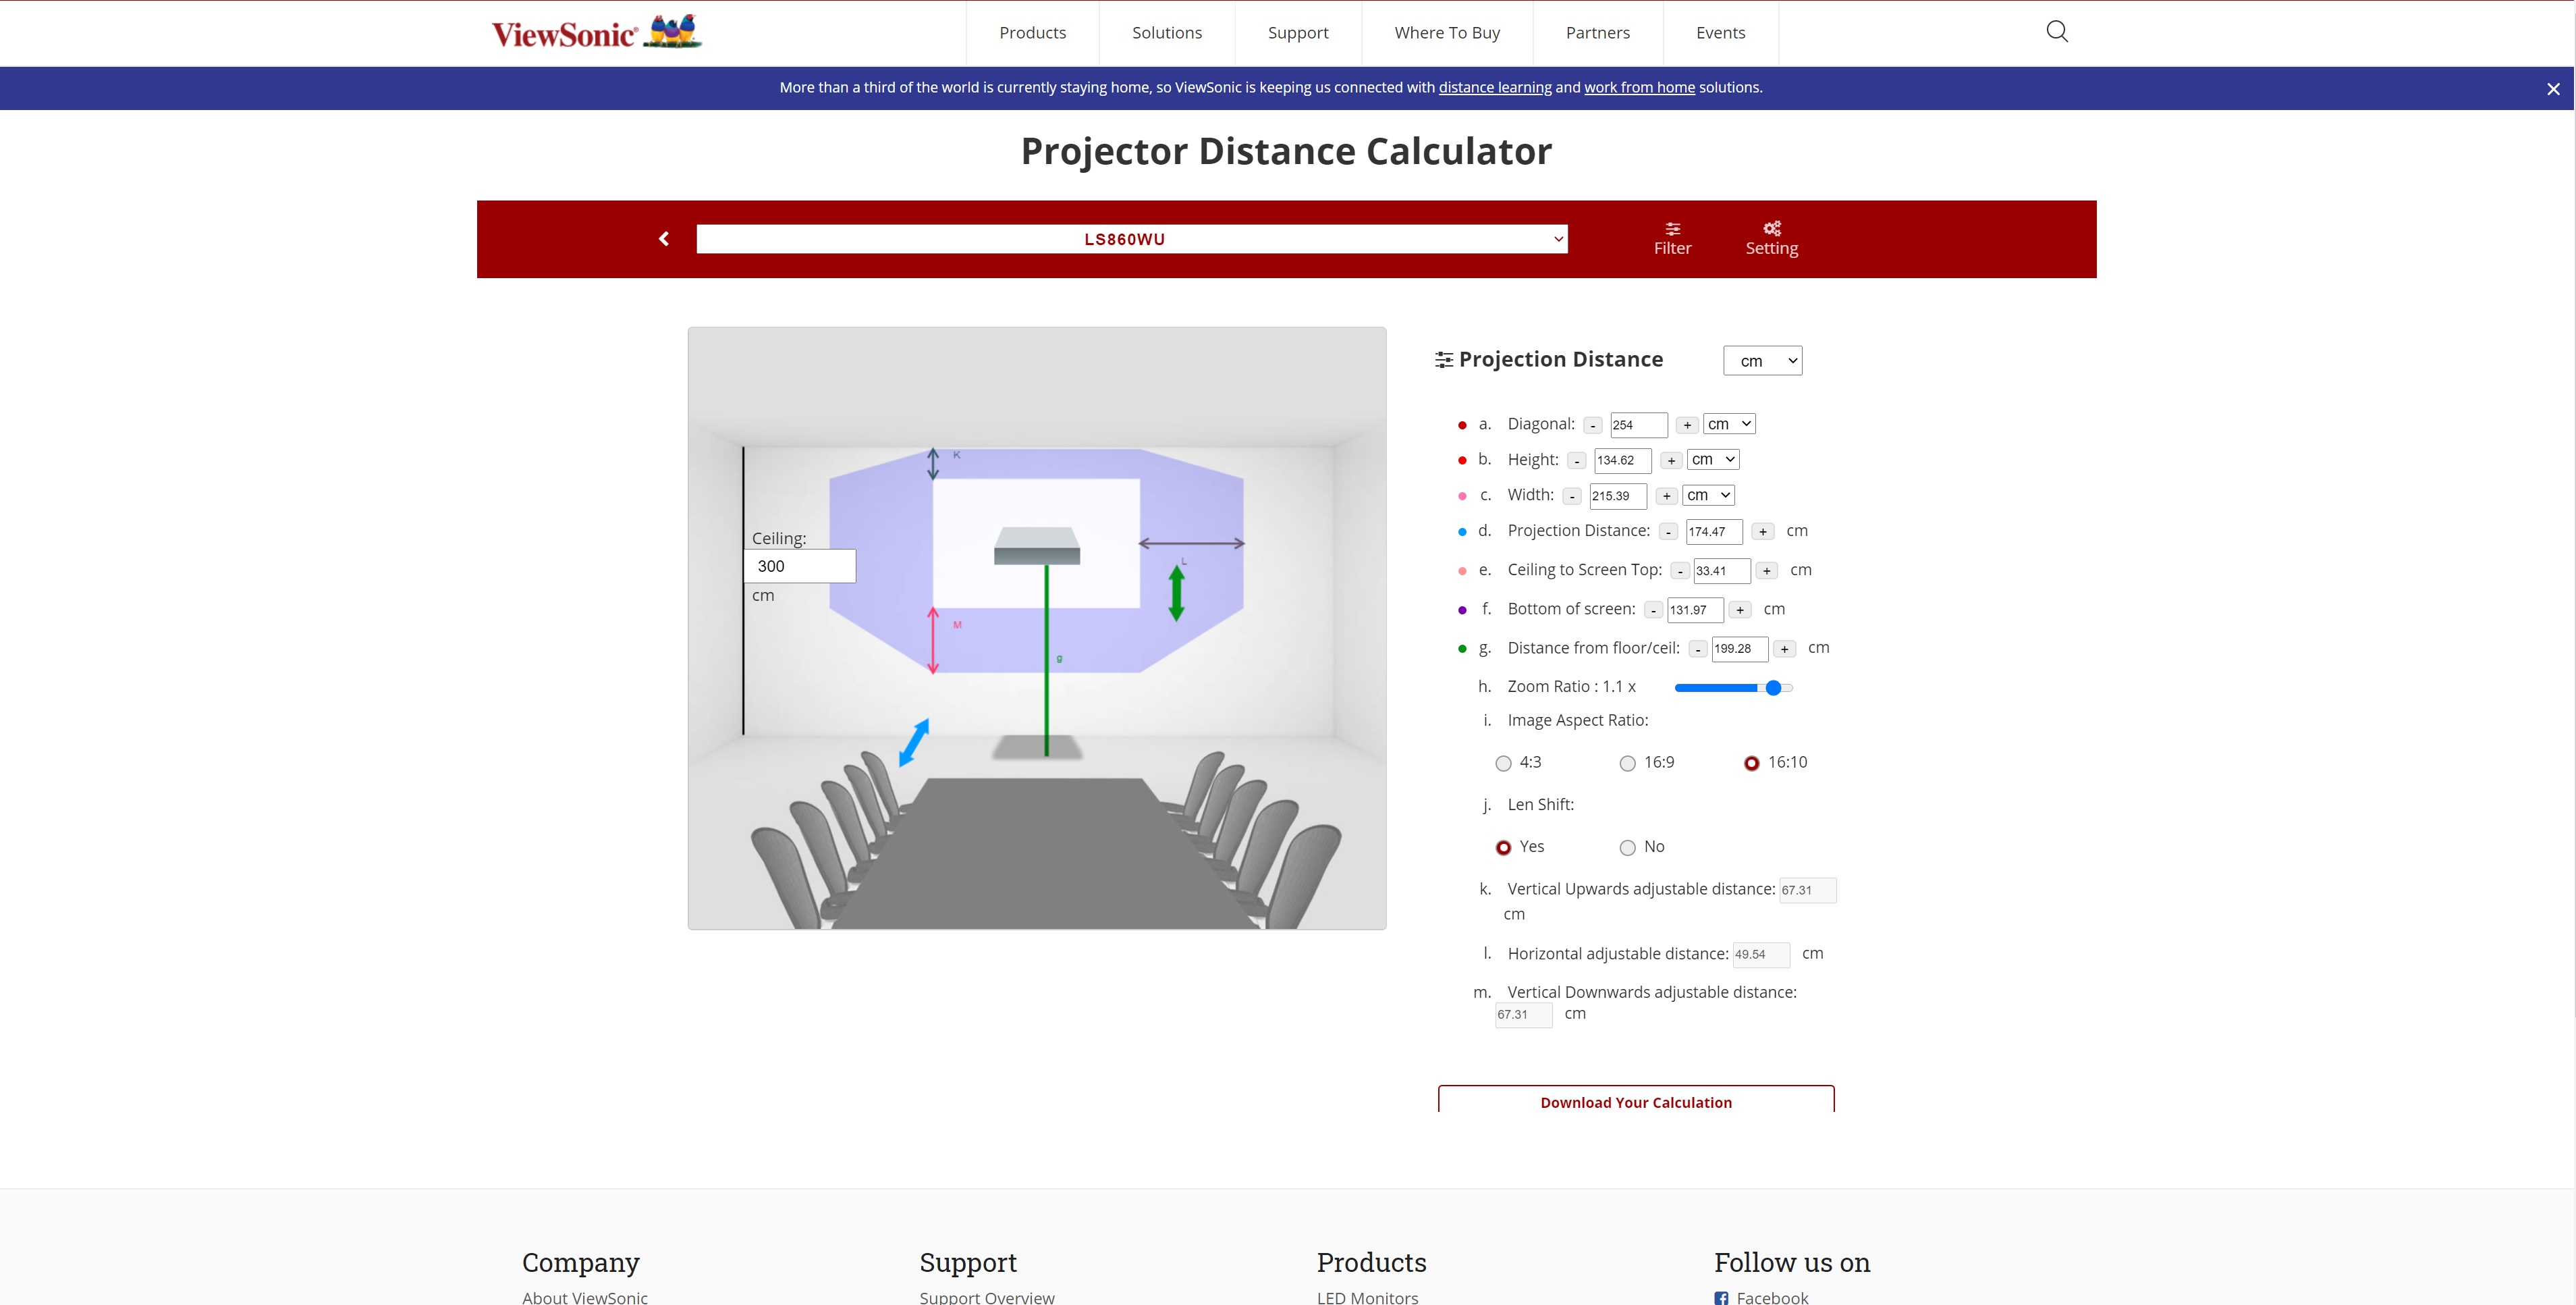 ViewSonic
Products Solutions Support Where To Buy Partners Events
More than a third of the world is currently staying home, so ViewSonic is keeping us connected with distance learning and work from home solutions.
Projector Distance Calculator
LS860WU
Filter
Setting
Projection Distance cm
a. Diagonal: - 254 + cm
b. Height: - 134.62 + cm
c. Width: - 215.39 + cm
d. Projection Distance: - 174.47 + cm
e. Ceiling to Screen Top: - 33.41 + cm
f. Bottom of screen: - 131.97 + cm
g. Distance from floor/ceil: - 199.28 + cm
h. Zoom Ratio : 1.1 x
i. Image Aspect Ratio:
4:3 16:9 16:10
j. Len Shift:
Yes No
k. Vertical Upwards adjustable distance: 67.31
cm
l. Horizontal adjustable distance: 49.54 cm
m. Vertical Downwards adjustable distance:
67.31 cm
K
Ceiling:
300
cm
L
M
g
Download Your Calculation
Company Support Products Follow us on
About ViewSonic Support Overview LED Monitors Facebook